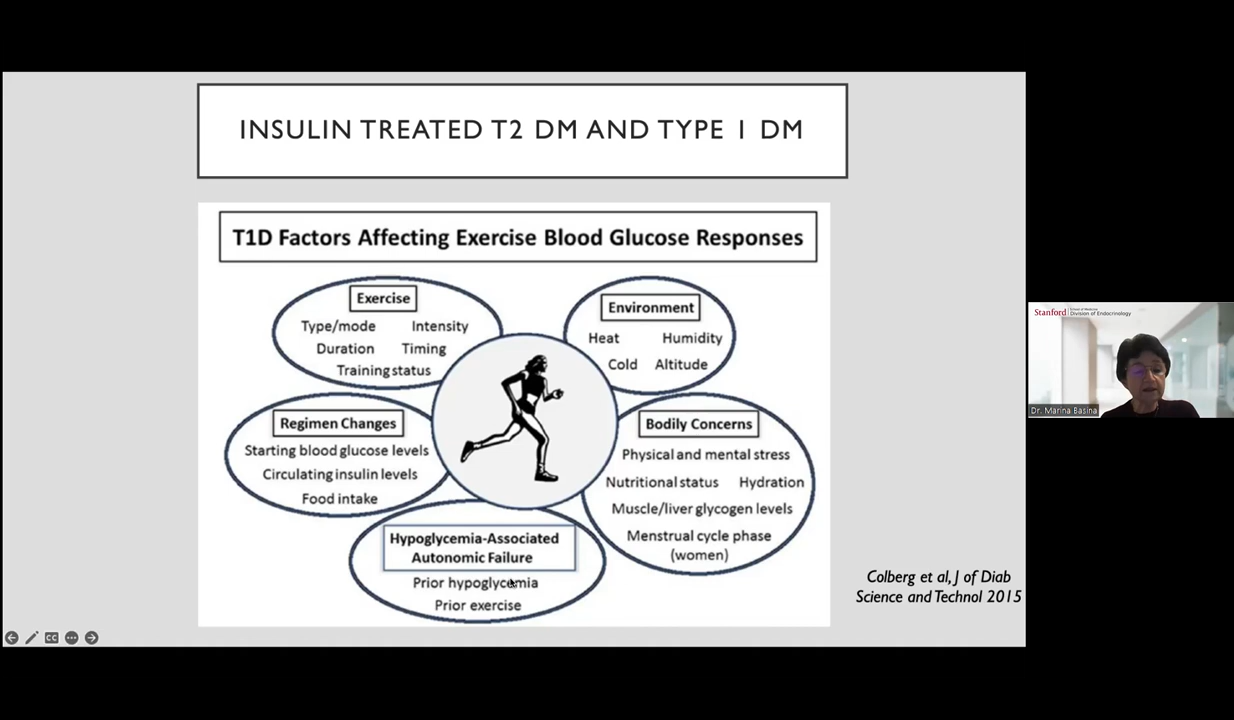 INSULIN TREATED T2 DM AND TYPE 1 DM
T1D Factors Affecting Exercise Blood Glucose Responses
Exercise
Type/mode Intensity
Duration Timing
Training status
Environment
Heat Humidity
Cold Altitude
Regimen Changes
Starting blood glucose levels
Circulating insulin levels
Food intake
Bodily Concerns
Physical and mental stress
Nutritional status Hydration
Muscle/liver glycogen levels
Menstrual cycle phase
(women)
Hypoglycemia-Associated
Autonomic Failure
Prior hypoglycemia
Prior exercise
Colberg et al, J of Diab
Science and Technol 2015
CC
Stanford
Division of Endocrinology
Dr. Marina Basina